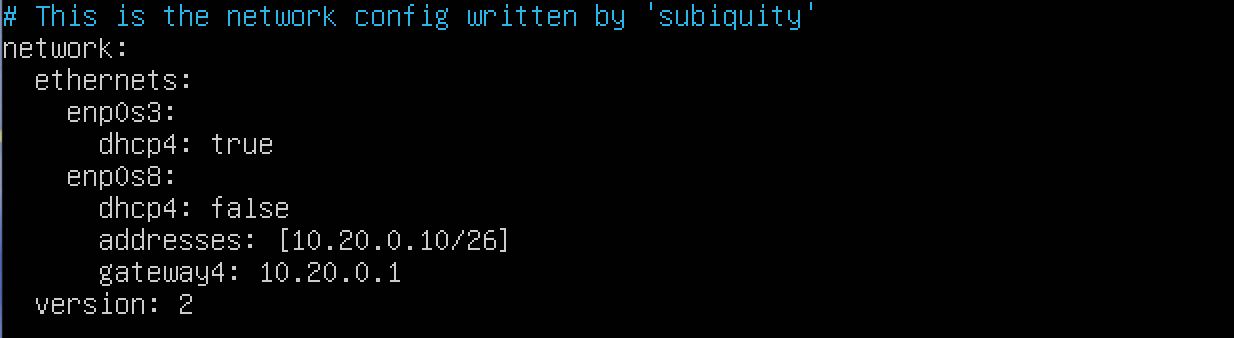 # This is the network config written by 'subiquity'
network:
  ethernets:
    enp0s3:
      dhcp4: true
    enp0s8:
      dhcp4: false
      addresses: [10.20.0.10/26]
      gateway4: 10.20.0.1
  version: 2